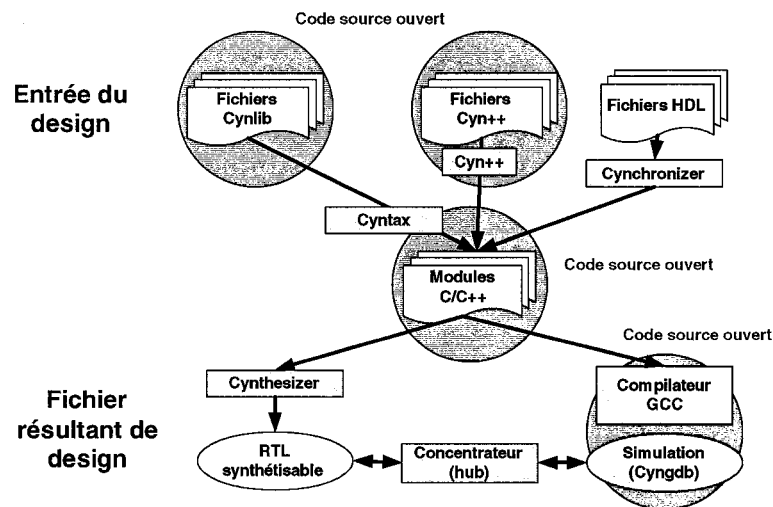 Code source ouvert
Entrée du
design
Fichiers
Cynlib
Fichiers
Cyn++
Fichiers HDL
Cyn++
Cynchronizer
Cyntax
Modules
C/C++
Code source ouvert
Code source ouvert
Cynthesizer
Compilateur
GCC
Fichier
résultant de
design
RTL
synthétisable
Concentrateur
(hub)
Simulation
(Cyngdb)